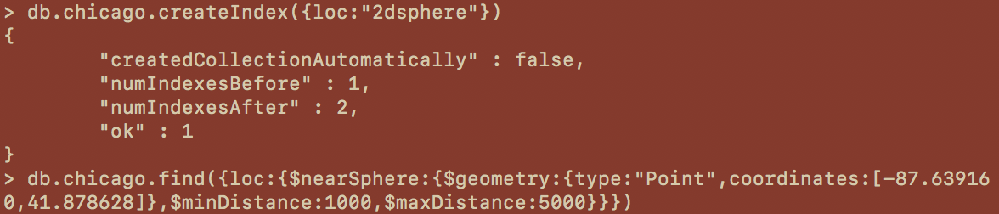 > db.chicago.createIndex({loc:"2dsphere"})
{
        "createdCollectionAutomatically" : false,
        "numIndexesBefore" : 1,
        "numIndexesAfter" : 2,
        "ok" : 1
}
> db.chicago.find({loc:{$nearSphere:{$geometry:{type:"Point",coordinates:[-87.63916
0,41.878628]},$minDistance:1000,$maxDistance:5000}}})